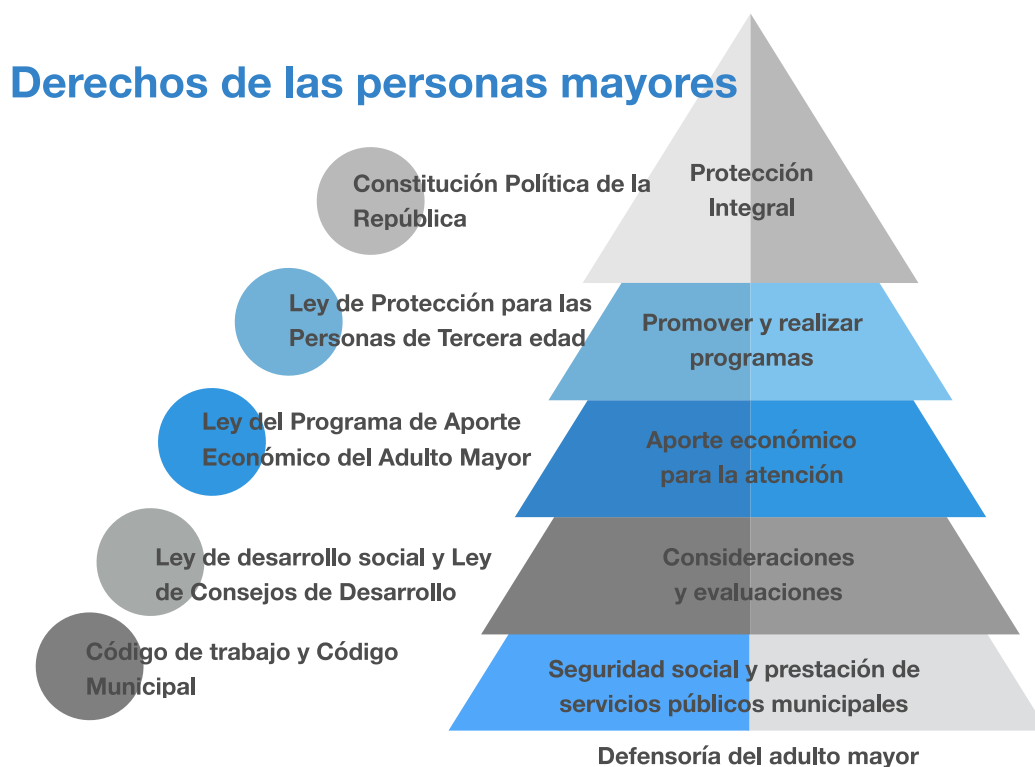 Derechos de las personas mayores
Constitución Política de la
República
Protección
Integral
Ley de Protección para las
Personas de Tercera edad
Promover y realizar
programas
Ley del Programa de Aporte
Económico del Adulto Mayor
Aporte económico
para la atención
Ley de desarrollo social y Ley
de Consejos de Desarrollo
Consideraciones
y evaluaciones
Código de trabajo y Código
Municipal
Seguridad social y prestación de
servicios públicos municipales
Defensoría del adulto mayor